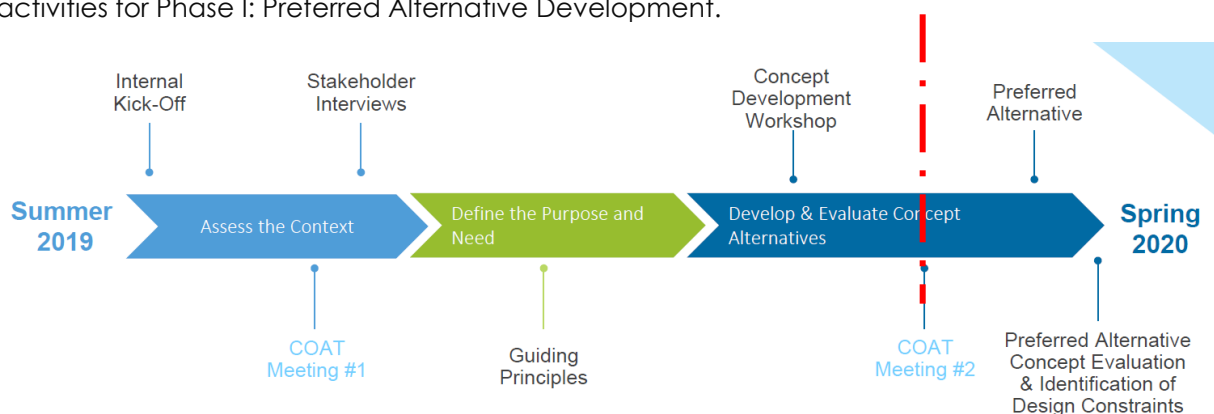 activities for Phase I: Preferred Alternative Development.
Internal
Kick-Off
Stakeholder
Interviews
Concept
Development
Workshop
Preferred
Alternative
Summer
2019
Assess the Context
Define the Purpose and
Need
Develop & Evaluate Concept
Alternatives
Spring
2020
COAT
Meeting #1
Guiding
Principles
COAT
Meeting #2
Preferred Alternative
Concept Evaluation
& Identification of
Design Constraints